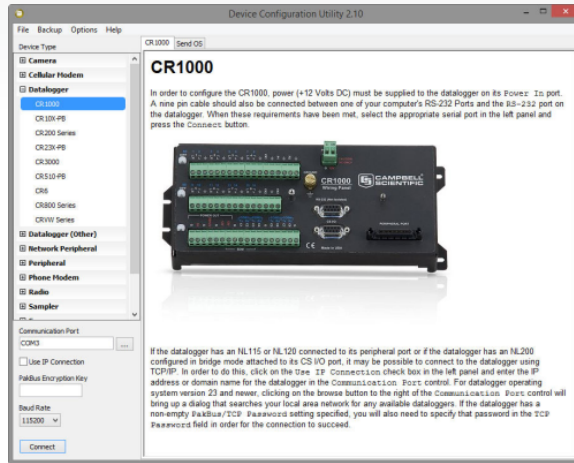 Device Configuration Utility 2.10
File Backup Options Help
Device Type
Camera
Cellular Modem
Datalogger
CR1000
CR10X-PB
CR200 Series
CR23X-PB
CR3000
CR510-PB
CR6
CR800 Series
CRVW Series
Datalogger (Other)
Network Peripheral
Peripheral
Phone Modem
Radio
Sampler
Communication Port
COM3
...
Use IP Connection
PakBus Encryption Key
Baud Rate
115200
Connect
CR1000 Send OS
CR1000
In order to configure the CR1000, power (+12 Volts DC) must be supplied to the datalogger on its Power In port.
A nine pin cable should also be connected between one of your computer's RS-232 Ports and the RS-232 port on
the datalogger. When these requirements have been met, select the appropriate serial port in the left panel and
press the Connect button.
CR1000
Wiring Panel
CAMPBELL
SCIENTIFIC
PERIPHERAL PORT
If the datalogger has an NL115 or NL120 connected to its peripheral port or if the datalogger has an NL200
configured in bridge mode attached to its CS I/O port, it may be possible to connect to the datalogger using
TCP/IP. In order to do this, click on the Use IP Connection check box in the left panel and enter the IP
address or domain name for the datalogger in the Communication Port control. For datalogger operating
system version 23 and newer, clicking on the browse button to the right of the Communication Port control will
bring up a dialog that searches your local area network for any available dataloggers. If the datalogger has a
non-empty PakBus/TCP Password setting specified, you will also need to specify that password in the TCP
Password field in order for the connection to succeed.